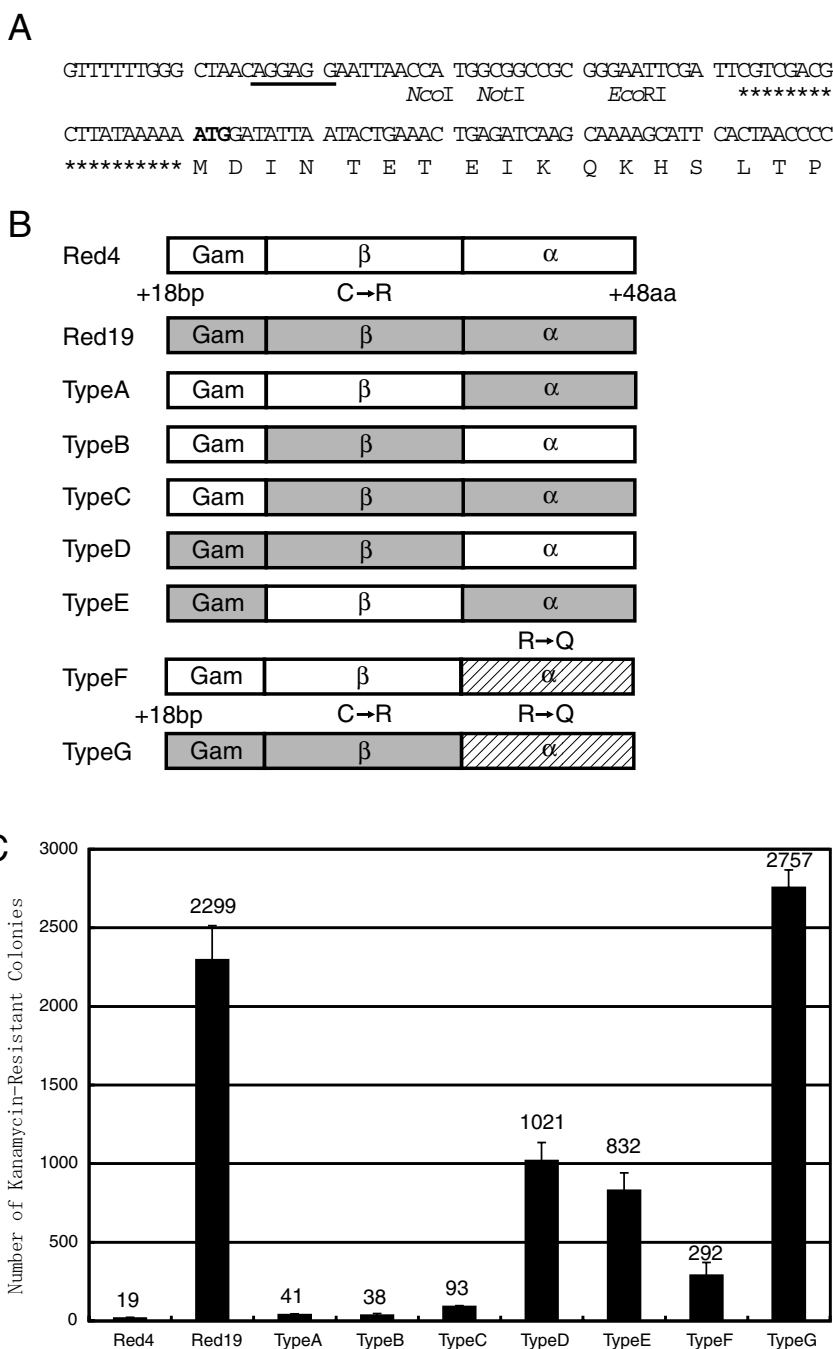 A
GTTTTTTGGG CTAACAGGAG GAATTAACCA TGGCGGCCGC GGGAATTCGA TTCGTCGACG
NcoI NotI EcoRI ********
CTTATAAAAA ATGGATATTA ATACTGAAAC TGAGATCAAG CAAAAGCATT CACTAACCCC
********** M D I N T E T E I K Q K H S L T P
B
Red4 Gam β α
+18bp C→R +48aa
Red19 Gam β α
TypeA Gam β α
TypeB Gam β α
TypeC Gam β α
TypeD Gam β α
TypeE Gam β α
R→Q
TypeF Gam β α
+18bp C→R R→Q
TypeG Gam β α
C
Number of Kanamycin-Resistant Colonies
3000
2500
2000
1500
1000
500
0
19 2299 41 38 93 1021 832 292 2757
Red4 Red19 TypeA TypeB TypeC TypeD TypeE TypeF TypeG